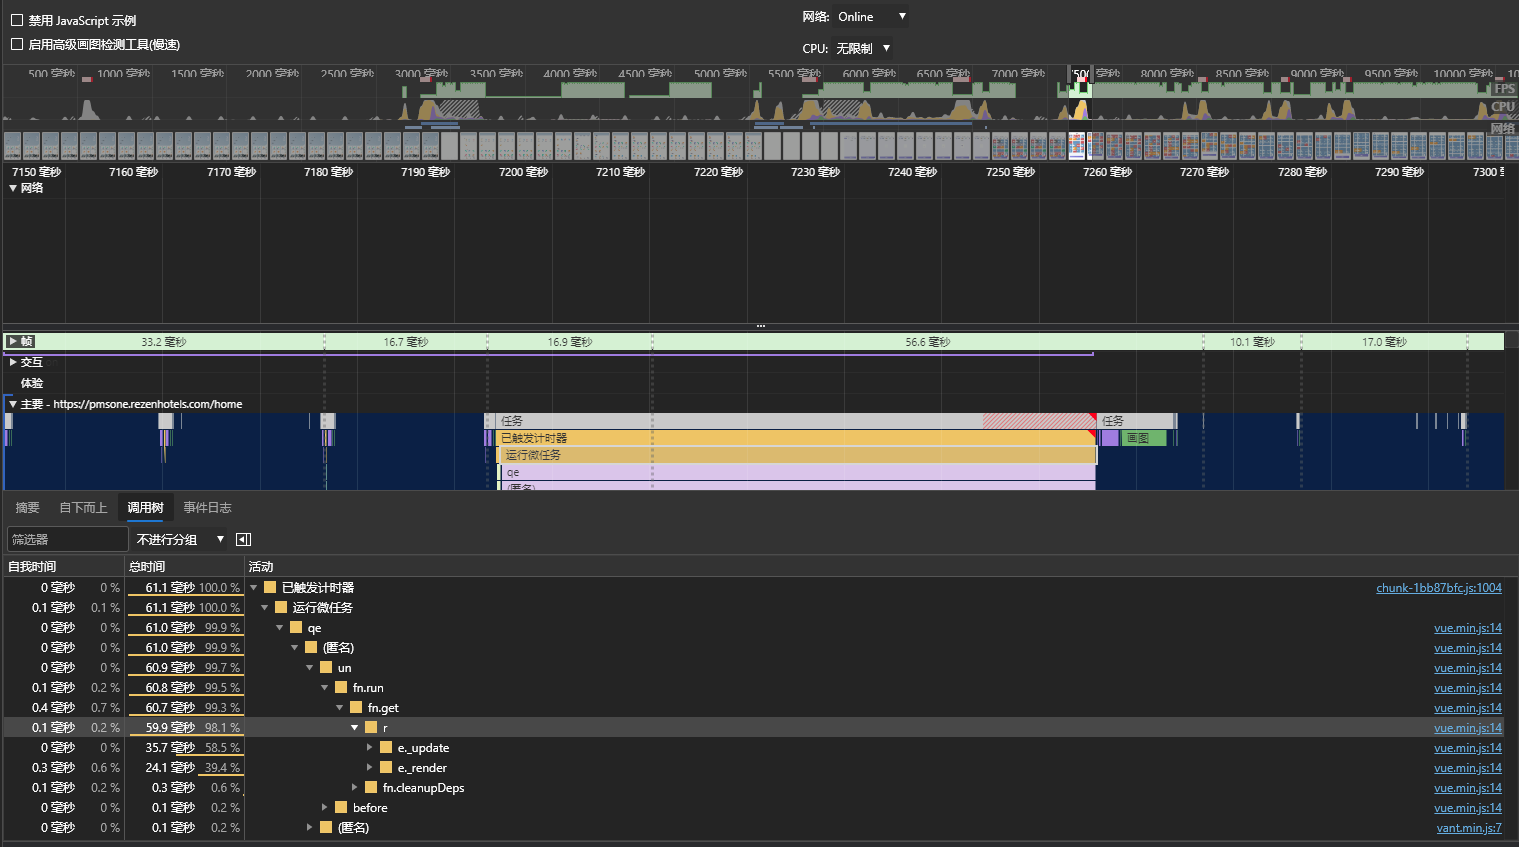 禁用 JavaScript 示例
网络: Online
启用高级画图检测工具(慢速)
CPU: 无限制
500 毫秒 1000 毫秒 1500 毫秒 2000 毫秒 2500 毫秒 3000 毫秒 3500 毫秒 4000 毫秒 4500 毫秒 5000 毫秒 5500 毫秒 6000 毫秒 6500 毫秒 7000 毫秒 毫秒 8000 毫秒 8500 毫秒 9000 毫秒 9500 毫秒 10000 毫秒
FPS
CPU
网络
7150 毫秒 7160 毫秒 7170 毫秒 7180 毫秒 7190 毫秒 7200 毫秒 7210 毫秒 7220 毫秒 7230 毫秒 7240 毫秒 7250 毫秒 7260 毫秒 7270 毫秒 7280 毫秒 7290 毫秒 7300
网络
...
帧 33.2 毫秒 16.7 毫秒 16.9 毫秒 56.6 毫秒 10.1 毫秒 17.0 毫秒
交互
体验
主要 - https://pmsone.rezenhotels.com/home
任务 任务
已触发计时器 画图
运行微任务
qe
(匿名)
摘要 自下而上 调用树 事件日志
筛选器 不进行分组
自我时间 总时间 活动
0 毫秒 0 % 61.1 毫秒 100.0 % 已触发计时器 chunk-1bb87bfc.js:1004
0.1 毫秒 0.1 % 61.1 毫秒 100.0 % 运行微任务
0 毫秒 0 % 61.0 毫秒 99.9 % qe vue.min.js:14
0 毫秒 0 % 61.0 毫秒 99.9 % (匿名) vue.min.js:14
0 毫秒 0 % 60.9 毫秒 99.7 % un vue.min.js:14
0.1 毫秒 0.2 % 60.8 毫秒 99.5 % fn.run vue.min.js:14
0.4 毫秒 0.7 % 60.7 毫秒 99.3 % fn.get vue.min.js:14
0.1 毫秒 0.2 % 59.9 毫秒 98.1 % r vue.min.js:14
0 毫秒 0 % 35.7 毫秒 58.5 % e._update vue.min.js:14
0.3 毫秒 0.6 % 24.1 毫秒 39.4 % e._render vue.min.js:14
0.1 毫秒 0.2 % 0.3 毫秒 0.6 % fn.cleanupDeps vue.min.js:14
0 毫秒 0 % 0.1 毫秒 0.2 % before vue.min.js:14
0 毫秒 0 % 0.1 毫秒 0.2 % (匿名) vant.min.js:7